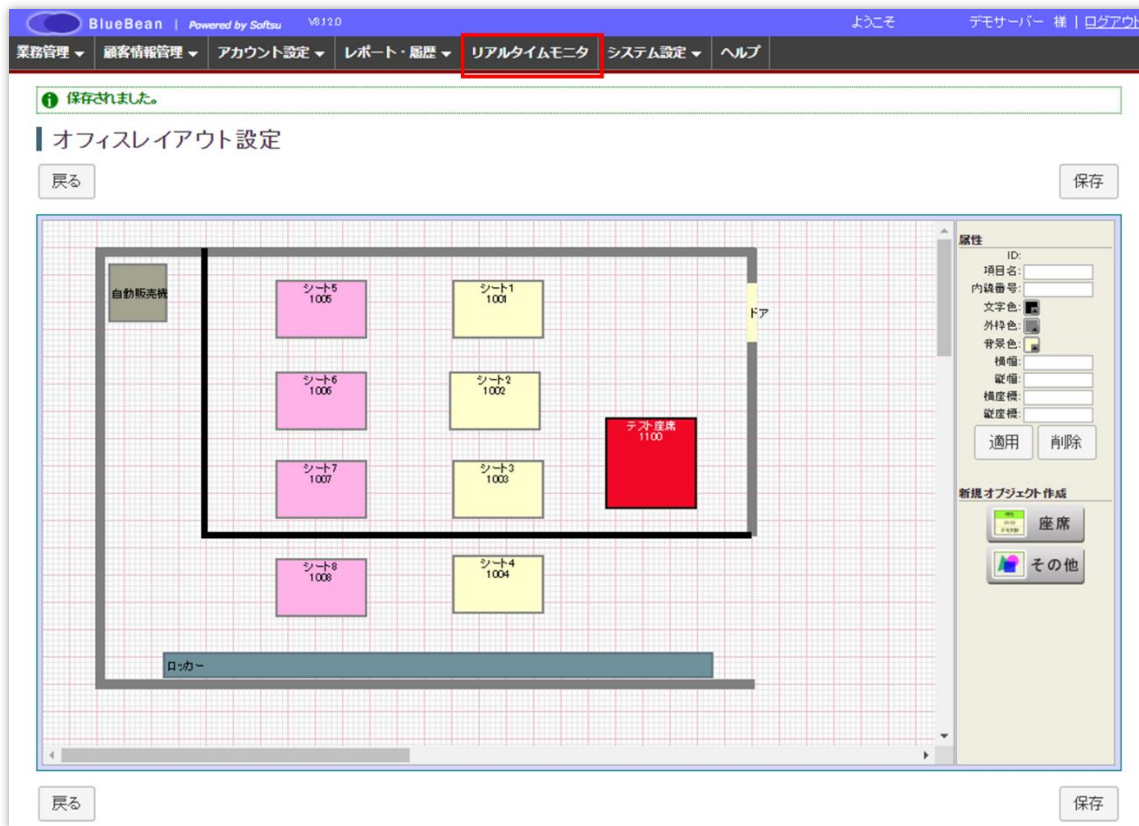 BlueBean | Powered by Softsu V8.12.0 ようこそ デモサーバー 様 | ログアウト
業務管理 顧客情報管理 アカウント設定 レポート・履歴 リアルタイムモニタ システム設定 ヘルプ
保存されました。
オフィスレイアウト設定
戻る 保存
自動販売機
シート5
1005
シート1
1001
ドア
シート6
1006
シート2
1002
テスト座席
1100
シート7
1007
シート3
1003
シート8
1008
シート4
1004
ロッカー
属性
ID:
項目名:
内線番号:
文字色:
外枠色:
背景色:
横幅:
縦幅:
横座標:
縦座標:
適用 削除
新規オブジェクト作成
座席
その他
戻る 保存